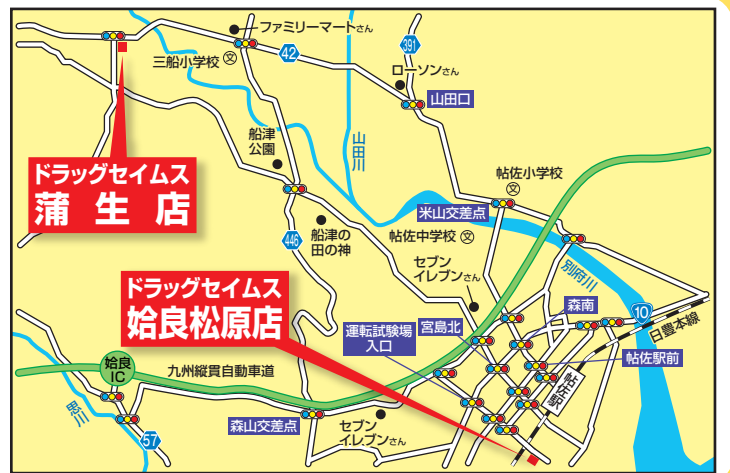 ファミリーマートさん
三船小学校
文
42
391
ローソンさん
山田口
山田川
船津
公園
ドラッグセイムス
蒲生店
帖佐小学校
文
米山交差点
帖佐中学校
文
446
船津の
田の神
セブン
イレブンさん
別府川
ドラッグセイムス
姶良松原店
運転試験場
入口
宮島北
森南
10
日豊本線
帖佐駅前
帖佐駅
姶良
IC
九州縦貫自動車道
思川
57
森山交差点
セブン
イレブンさん